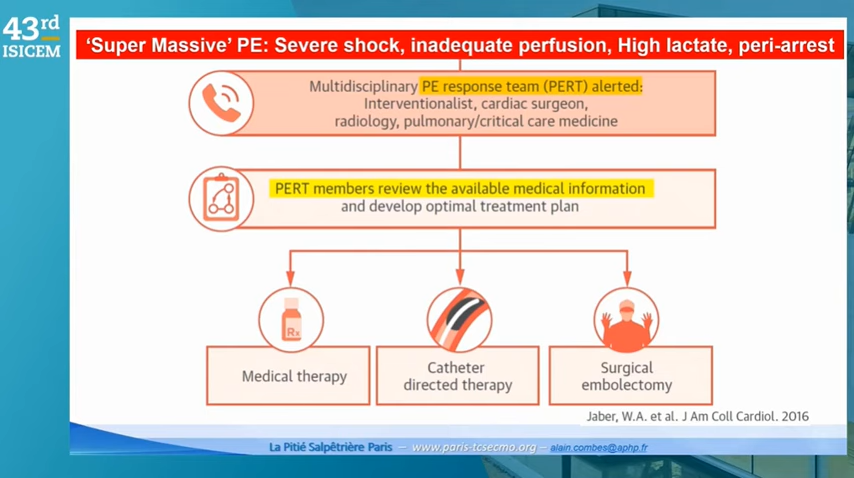 43rd
ISICEM
‘Super Massive’ PE: Severe shock, inadequate perfusion, High lactate, peri-arrest
Multidisciplinary PE response team (PERT) alerted:
Interventionalist, cardiac surgeon,
radiology, pulmonary/critical care medicine
PERT members review the available medical information
and develop optimal treatment plan
Rx
Medical therapy
Catheter
directed therapy
Surgical
embolectomy
Jaber, W.A. et al. J Am Coll Cardiol. 2016
La Pitié Salpêtrière Paris – www.paris-tcsecmo.org – alain.combes@aphp.fr